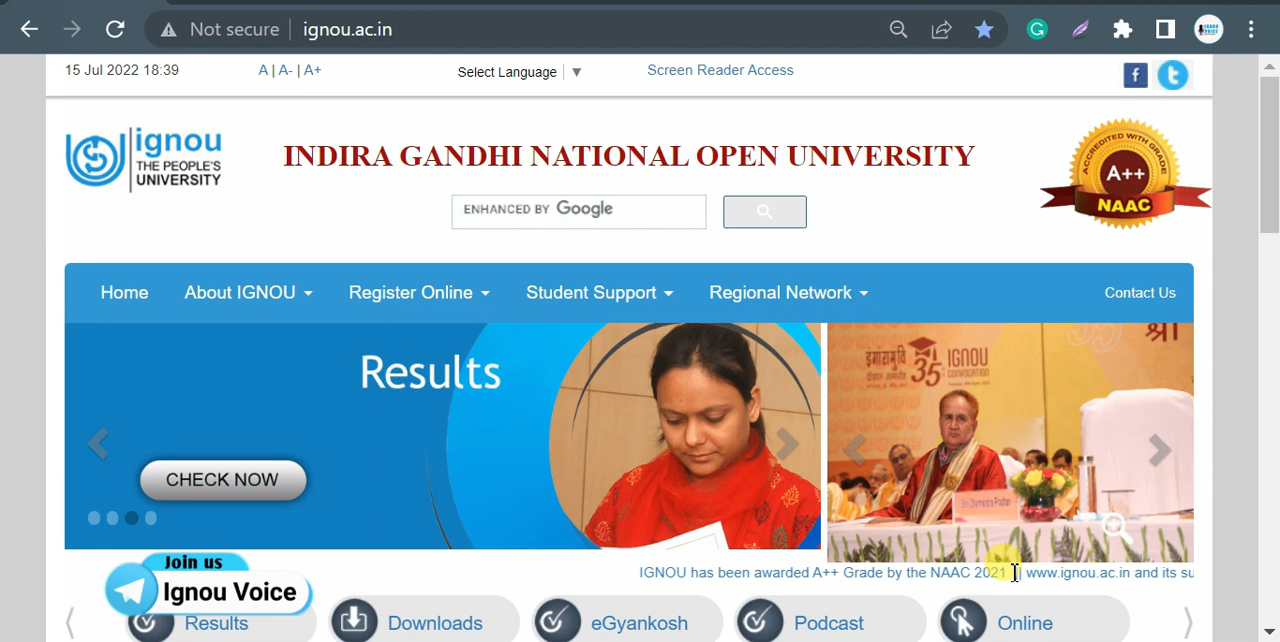 Not secure
ignou.ac.in
15 Jul 2022 18:39
A | A- | A+
Select Language ▼
Screen Reader Access
ignou
THE PEOPLE'S
UNIVERSITY
INDIRA GANDHI NATIONAL OPEN UNIVERSITY
ENHANCED BY Google
ACCREDITED WITH GRADE
A++
NAAC
Home
About IGNOU
Register Online
Student Support
Regional Network
Contact Us
Results
CHECK NOW
श्री
IGNOU
35
CONVOCATION
IGNOU has been awarded A++ Grade by the NAAC 2021 || www.ignou.ac.in and its su
Join us
Ignou Voice
Results
Downloads
eGyankosh
Podcast
Online